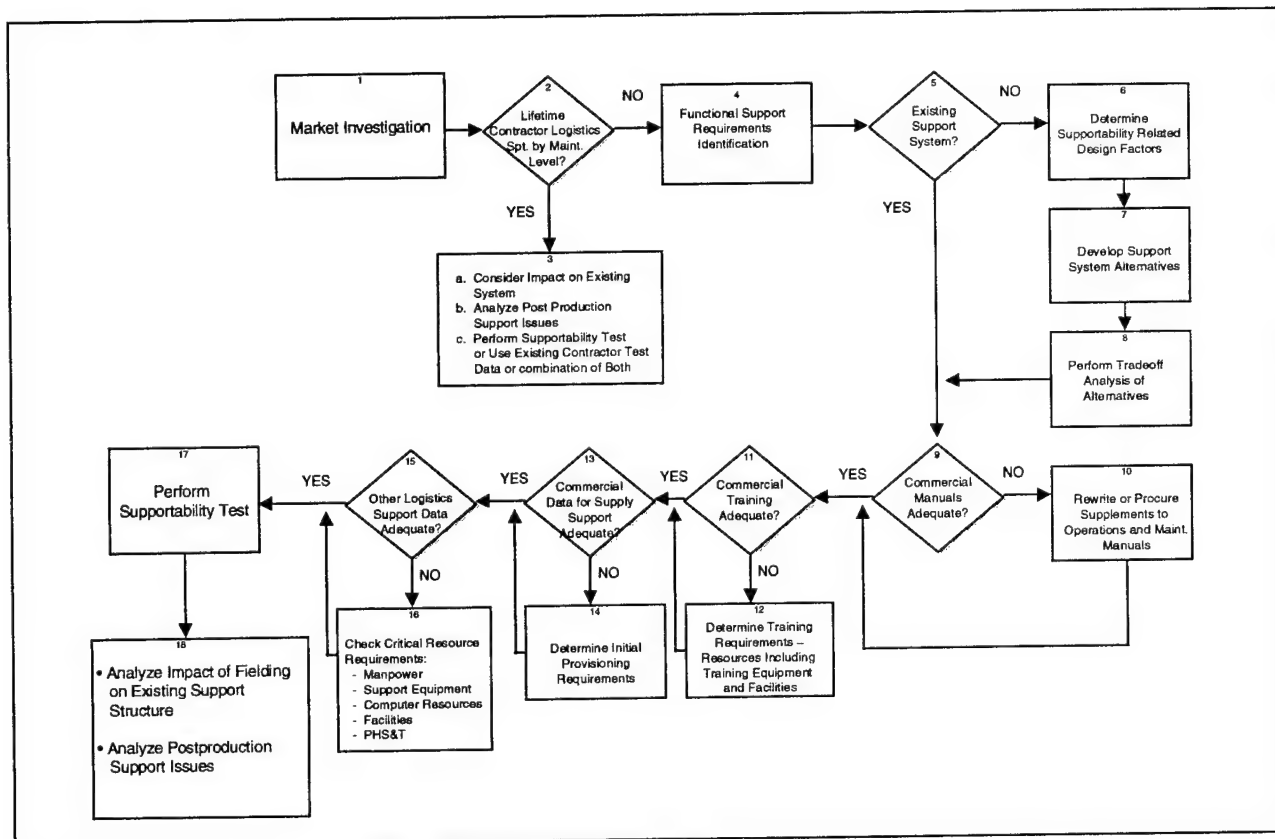 1
Market Investigation
2
Lifetime
Contractor Logistics
Spt. by Maint.
Level?
NO
YES
3
a. Consider Impact on Existing
System
b. Analyze Post Production
Support Issues
c. Perform Supportability Test
or Use Existing Contractor Test
Data or combination of Both
4
Functional Support
Requirements
Identification
5
Existing
Support
System?
NO
YES
6
Determine
Supportability Related
Design Factors
7
Develop Support
System Alternatives
8
Perform Tradeoff
Analysis of
Alternatives
9
Commercial
Manuals
Adequate?
NO
YES
10
Rewrite or Procure
Supplements to
Operations and Maint.
Manuals
11
Commercial
Training
Adequate?
YES
NO
12
Determine Training
Requirements –
Resources Including
Training Equipment
and Facilities
13
Commercial
Data for Supply
Support
Adequate?
YES
NO
14
Determine Initial
Provisioning
Requirements
15
Other Logistics
Support Data
Adequate?
YES
NO
16
Check Critical Resource
Requirements:
- Manpower
- Support Equipment
- Computer Resources
- Facilities
- PHS&T
17
Perform
Supportability Test
18
• Analyze Impact of Fielding
on Existing Support
Structure
• Analyze Postproduction
Support Issues